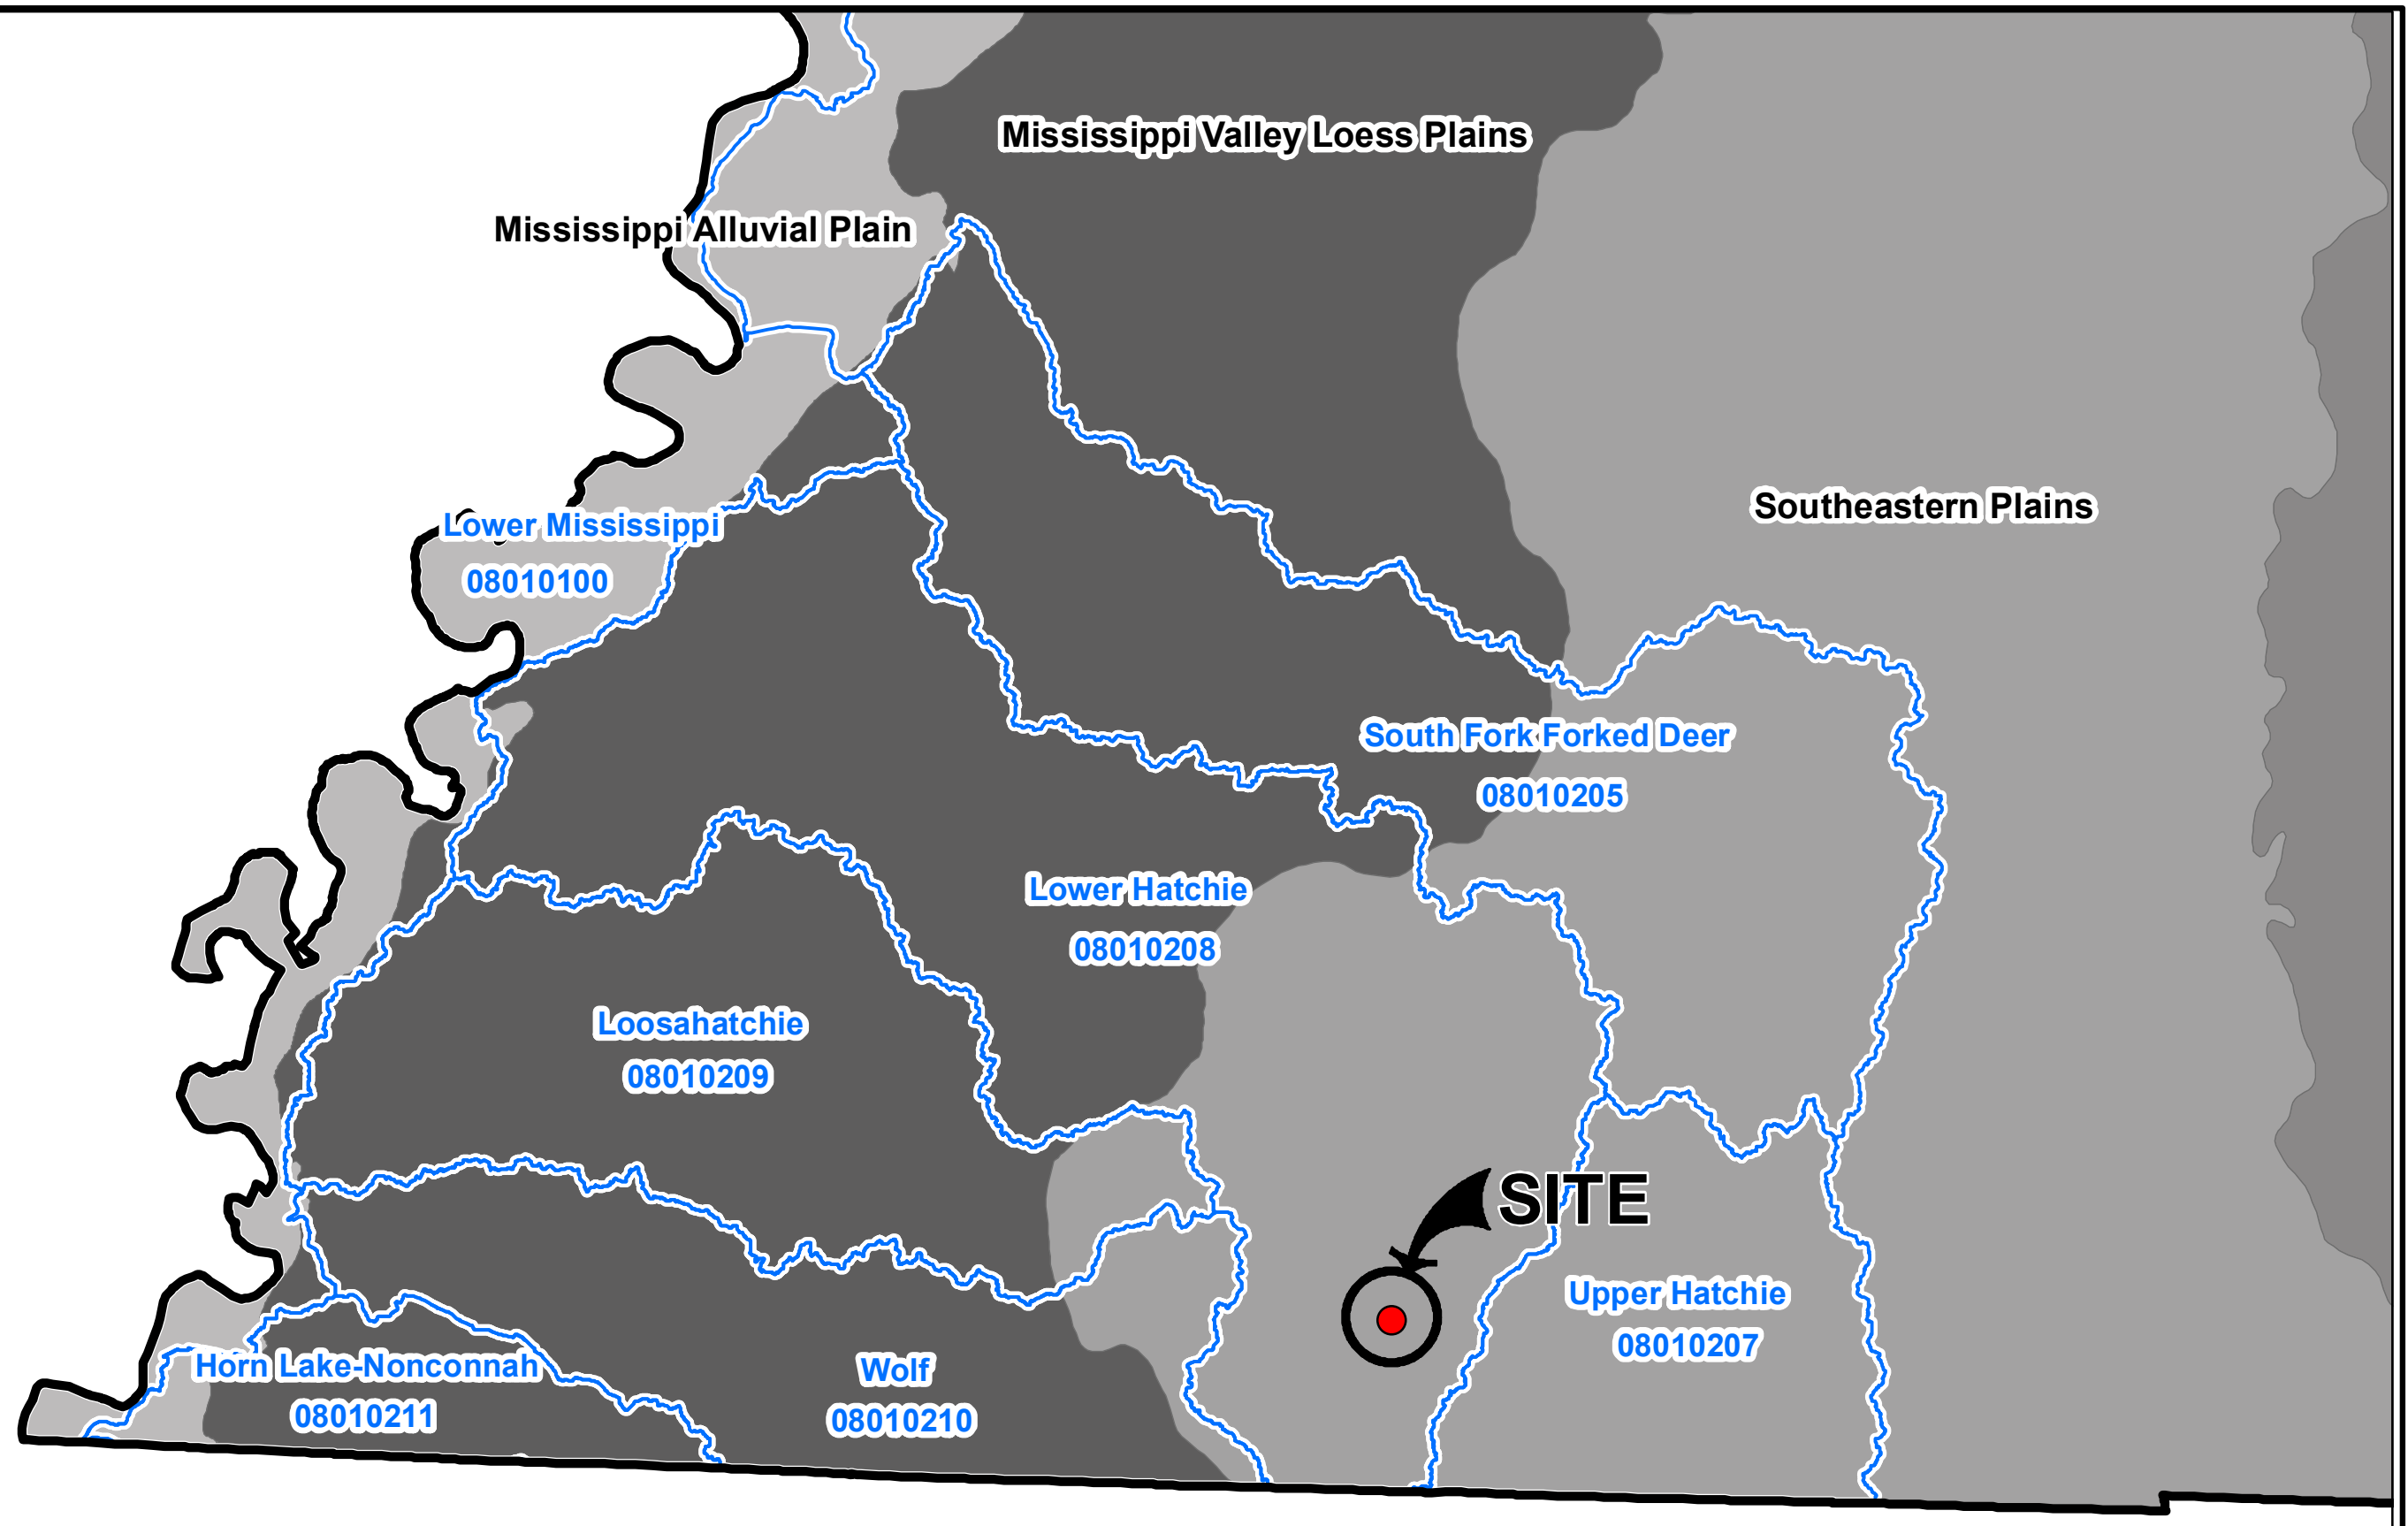 Mississippi Valley Loess Plains
Mississippi Alluvial Plain
Southeastern Plains
Lower Mississippi
08010100
South Fork Forked Deer
08010205
Lower Hatchie
08010208
Loosahatchie
08010209
SITE
Upper Hatchie
08010207
Horn Lake-Nonconnah
08010211
Wolf
08010210